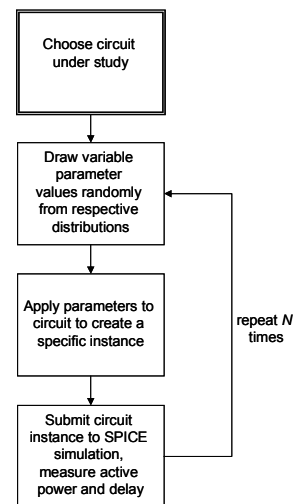 Choose circuit
under study
Draw variable
parameter
values randomly
from respective
distributions
Apply parameters to
circuit to create a
specific instance
repeat N
times
Submit circuit
instance to SPICE
simulation,
measure active
power and delay